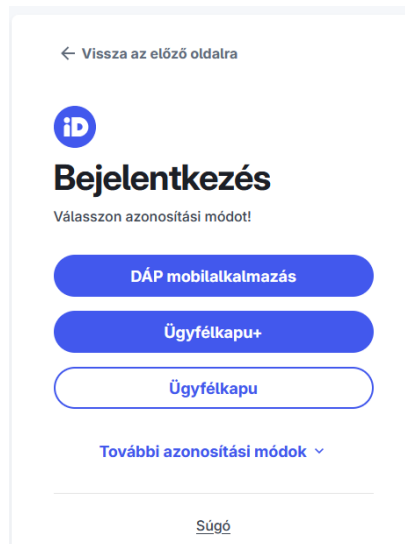 ← Vissza az előző oldalra
iD
Bejelentkezés
Válasszon azonosítási módot!
DÁP mobilalkalmazás
Ügyfélkapu+
Ügyfélkapu
További azonosítási módok
Súgó